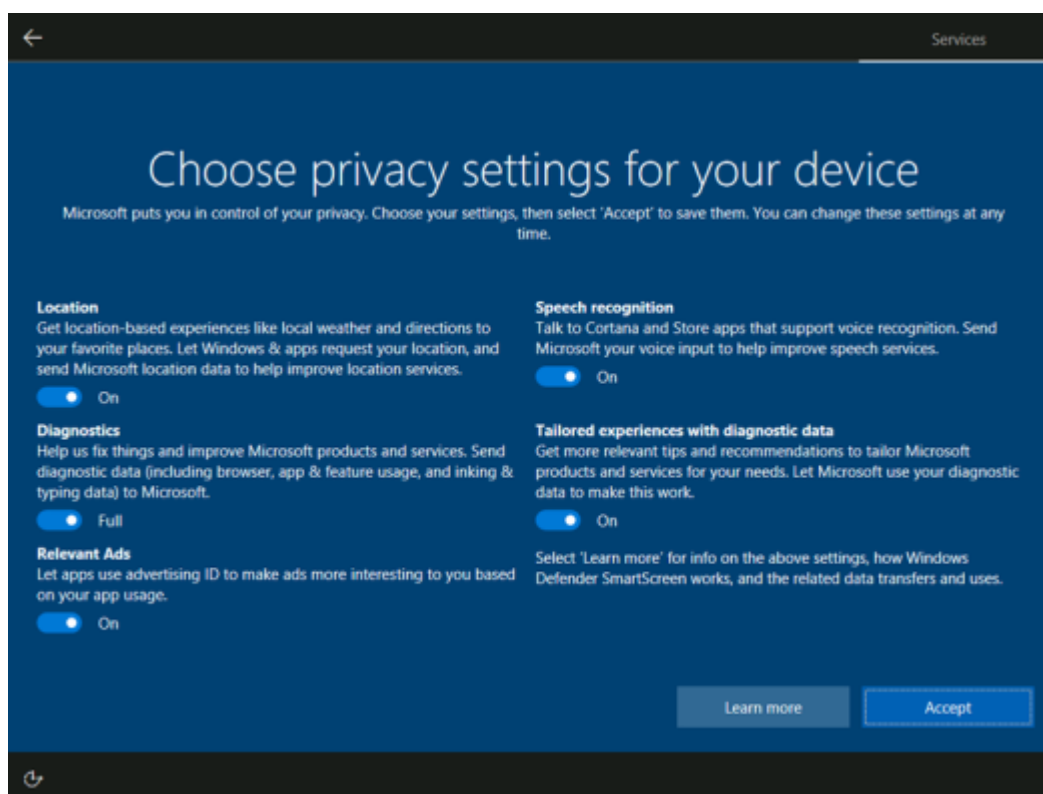 Services
Choose privacy settings for your device
Microsoft puts you in control of your privacy. Choose your settings, then select 'Accept' to save them. You can change these settings at any
time.
Location
Get location-based experiences like local weather and directions to
your favorite places. Let Windows & apps request your location, and
send Microsoft location data to help improve location services.
On
Diagnostics
Help us fix things and improve Microsoft products and services. Send
diagnostic data (including browser, app & feature usage, and inking &
typing data) to Microsoft.
Full
Relevant Ads
Let apps use advertising ID to make ads more interesting to you based
on your app usage.
On
Speech recognition
Talk to Cortana and Store apps that support voice recognition. Send
Microsoft your voice input to help improve speech services.
On
Tailored experiences with diagnostic data
Get more relevant tips and recommendations to tailor Microsoft
products and services for your needs. Let Microsoft use your diagnostic
data to make this work.
On
Select 'Learn more' for info on the above settings, how Windows
Defender SmartScreen works, and the related data transfers and uses.
Learn more
Accept